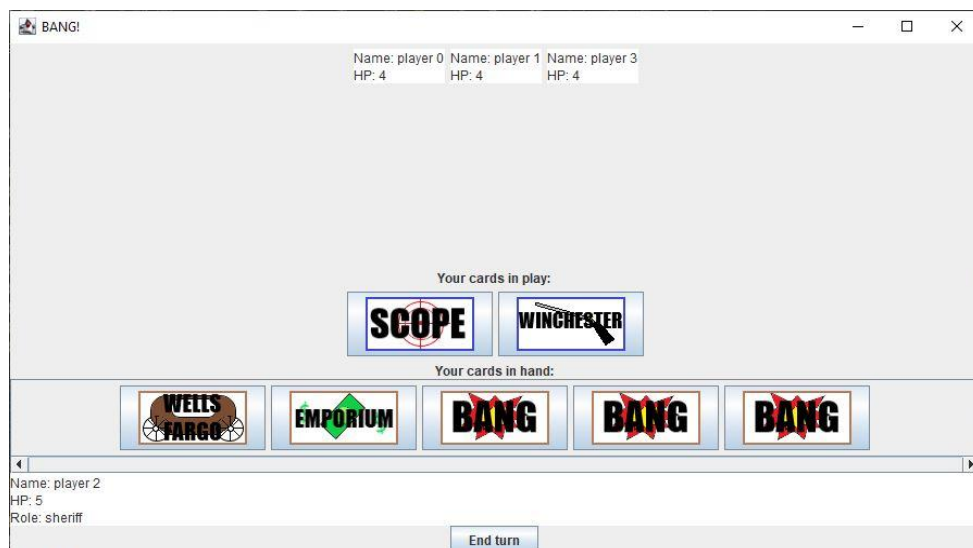 BANG!
Name: player 0 Name: player 1 Name: player 3
HP: 4 HP: 4 HP: 4
Your cards in play:
SCOPE WINCHESTER
Your cards in hand:
WELLS FARGO EMPORIUM BANG BANG BANG
Name: player 2
HP: 5
Role: sheriff
End turn